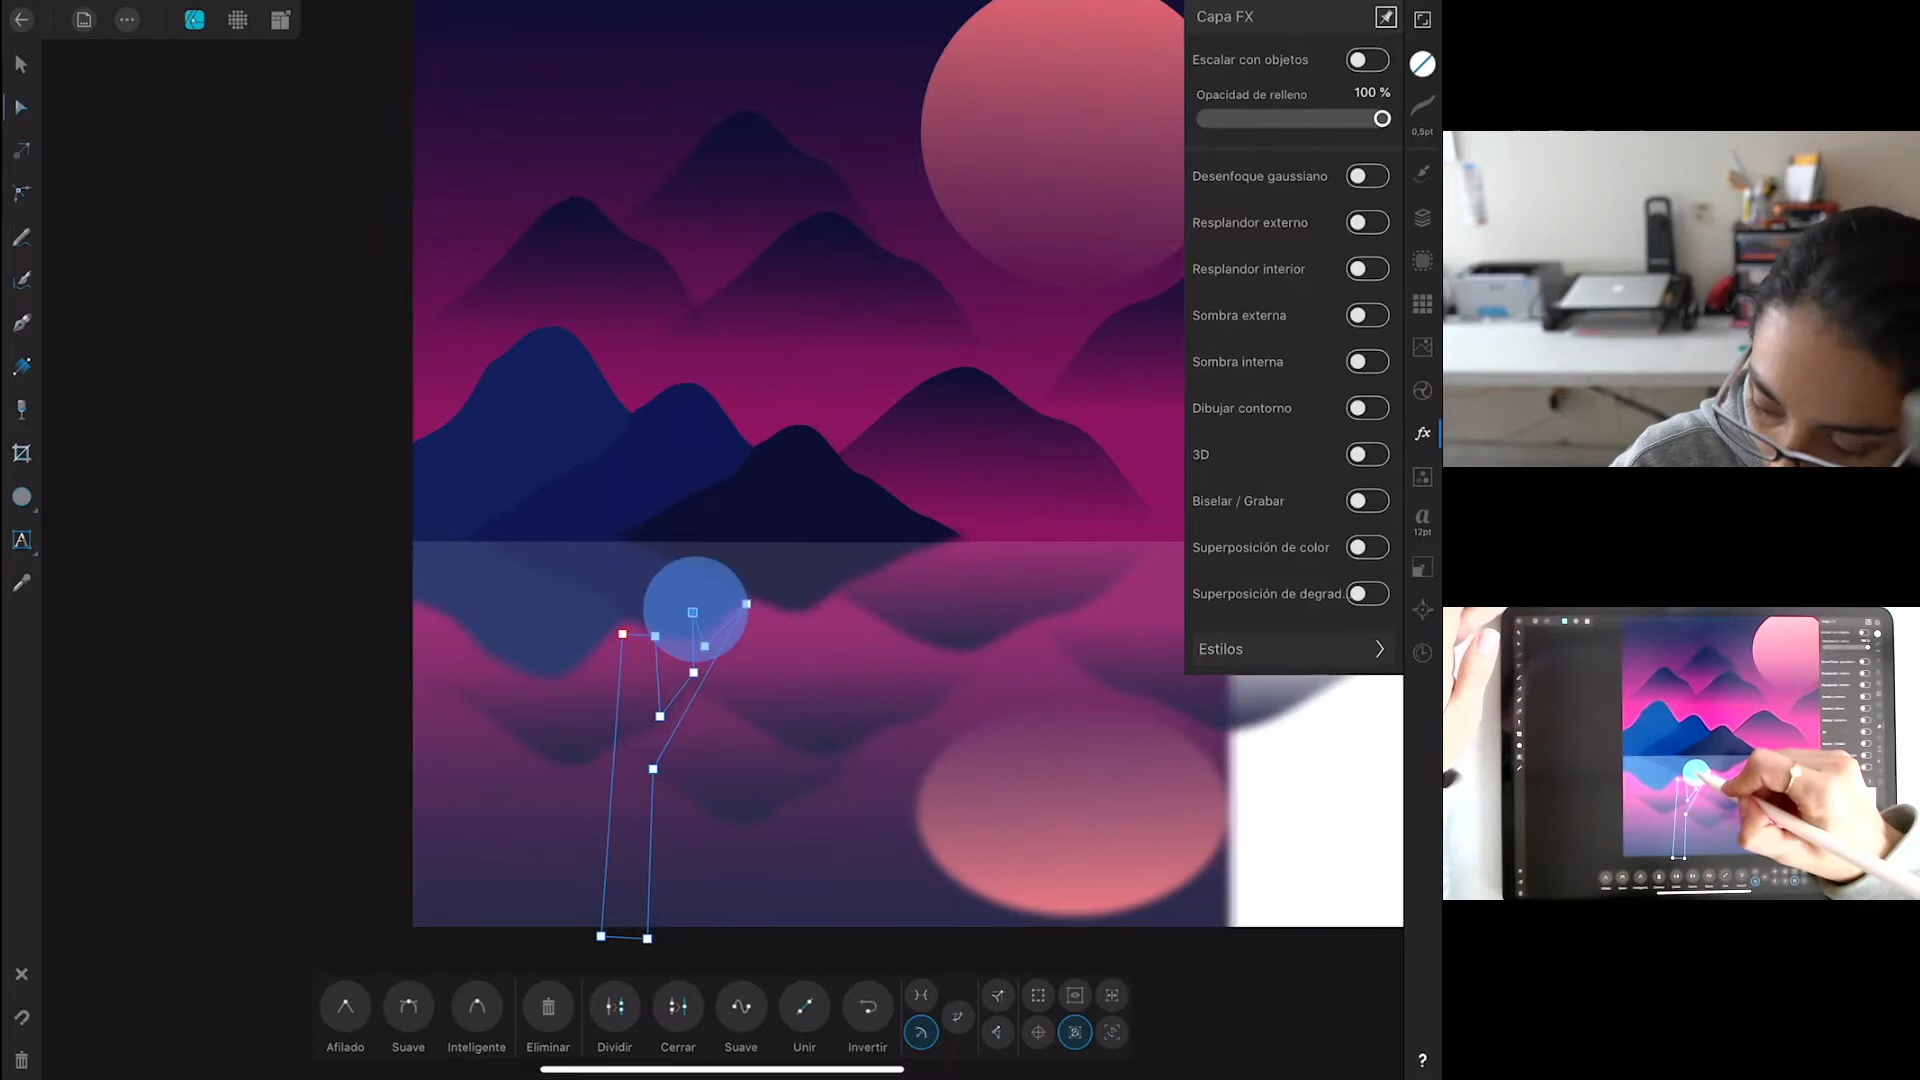 Capa FX
Escalar con objetos
Opacidad de relleno 100 %
0,5pt
Desenfoque gaussiano
Resplandor externo
Resplandor interior
Sombra externa
Sombra interna
Dibujar contorno
fx
3D
Biselar / Grabar
a
12pt
Superposición de color
A
Superposición de degrad...
Estilos
Afilado Suave Inteligente Eliminar Dividir Cerrar Suave Unir Invertir
?